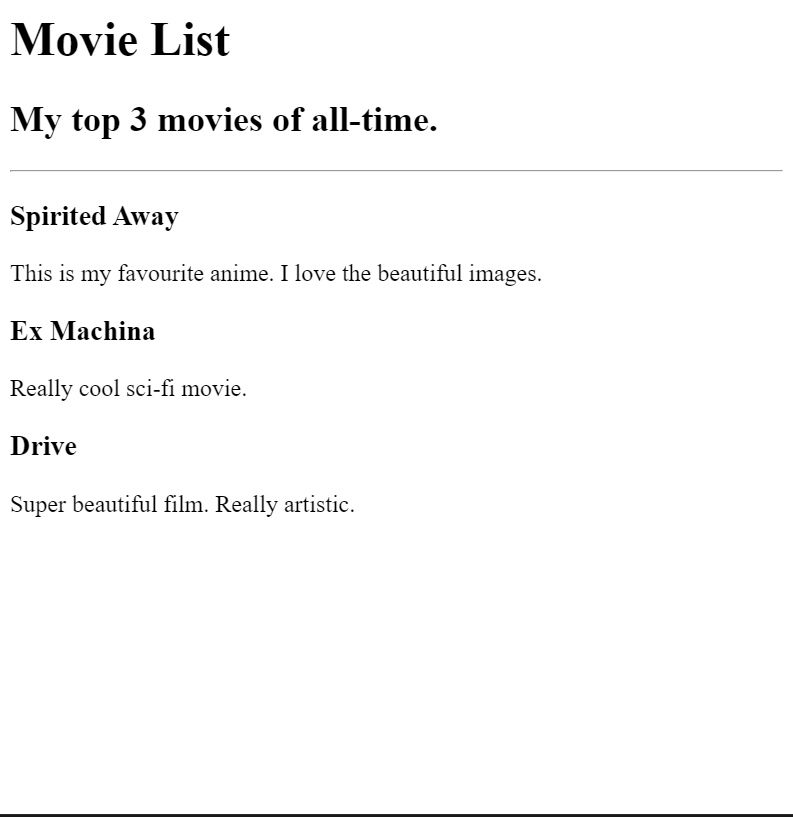 Movie List
My top 3 movies of all-time.
Spirited Away
This is my favourite anime. I love the beautiful images.
Ex Machina
Really cool sci-fi movie.
Drive
Super beautiful film. Really artistic.